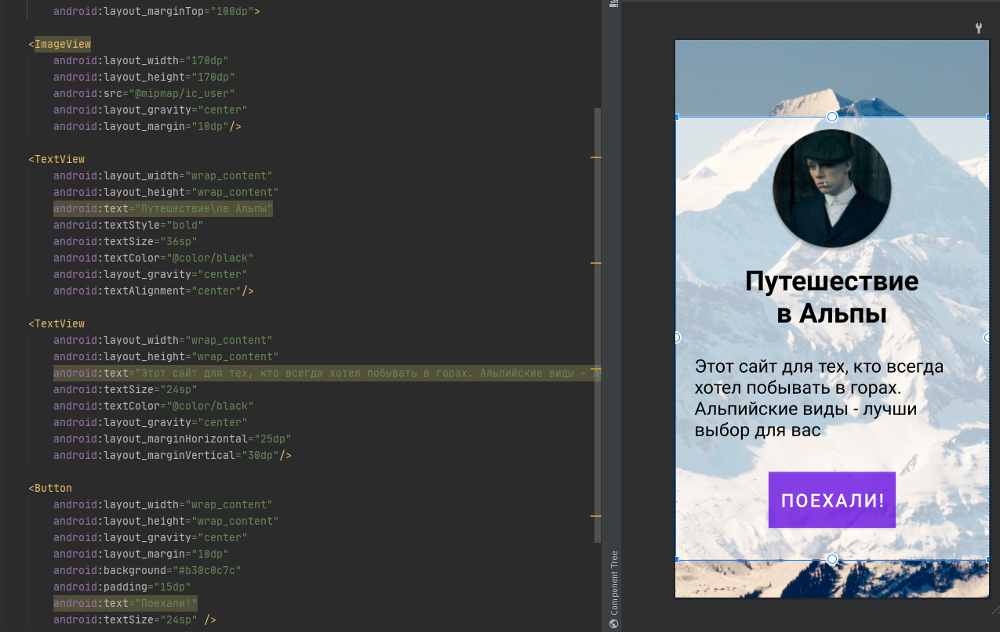 android:layout_marginTop="100dp">
<ImageView
android:layout_width="170dp"
android:layout_height="170dp"
android:src="@mipmap/ic_user"
android:layout_gravity="center"
android:layout_margin="10dp"/>
<TextView
android:layout_width="wrap_content"
android:layout_height="wrap_content"
android:text="Путешествие\nв Альпы"
android:textStyle="bold"
android:textSize="36sp"
android:textColor="@color/black"
android:layout_gravity="center"
android:textAlignment="center"/>
<TextView
android:layout_width="wrap_content"
android:layout_height="wrap_content"
android:text="Этот сайт для тех, кто всегда хотел побывать в горах. Альпийские виды -
android:textSize="24sp"
android:textColor="@color/black"
android:layout_gravity="center"
android:layout_marginHorizontal="25dp"
android:layout_marginVertical="30dp"/>
<Button
android:layout_width="wrap_content"
android:layout_height="wrap_content"
android:layout_gravity="center"
android:layout_margin="10dp"
android:background="#b30c0c7c"
android:padding="15dp"
android:text="Поехали!"
android:textSize="24sp" />
Component Tree
Путешествие
в Альпы
Этот сайт для тех, кто всегда
хотел побывать в горах.
Альпийские виды - лучши
выбор для вас
ПОЕХАЛИ!